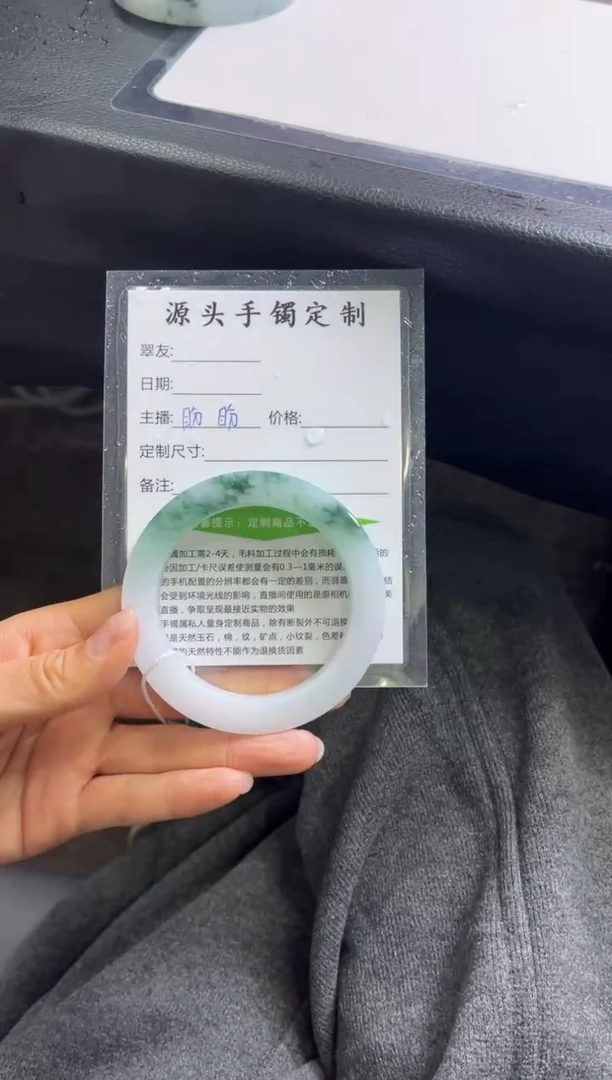 源头手镯定制
翠友:
日期:
主播: 盼盼 价格:
定制尺寸:
备注:
提示：定制商品不
加工需2-4天，毛料加工过程中会有损耗
因加工/卡尺误差使测量会有0.3—1毫米的误
的手机配置的分辨率都会有一定的差别，而翡
会受到环境光线的影响，直播间使用的是原相机
直播，争取呈现最接近实物的效果
手镯属私人量身定制商品，除有断裂外不可退换
是天然玉石，棉，纹，矿点，小纹裂，色差
的天然特性不能作为退换货因素